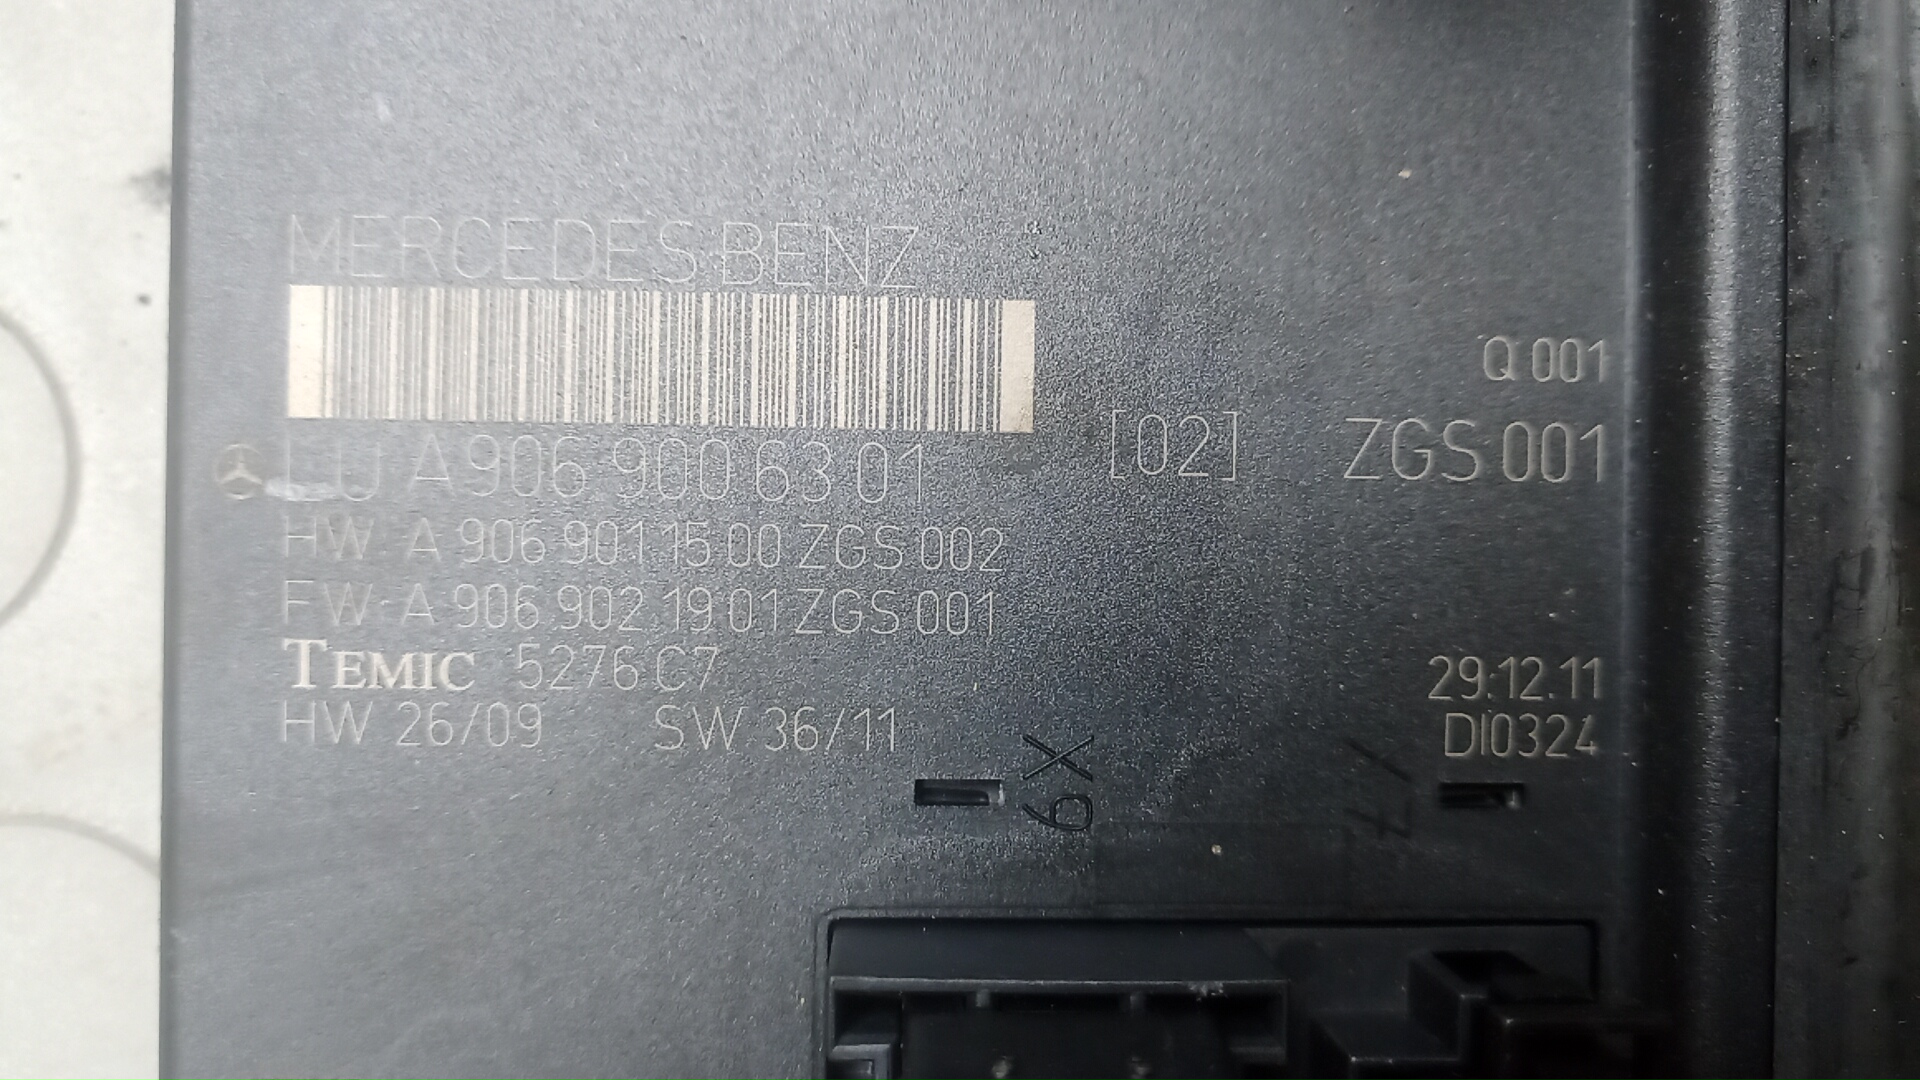 MERCEDES-BENZ
Q 001
LU A 906 900 63 01 [02] ZGS 001
HW A 906 901 15 00 ZGS 002
FW A 906 902 19 01 ZGS 001
TEMIC 5276 C7 29.12.11
HW 26/09 SW 36/11 DI0324
6X
7X